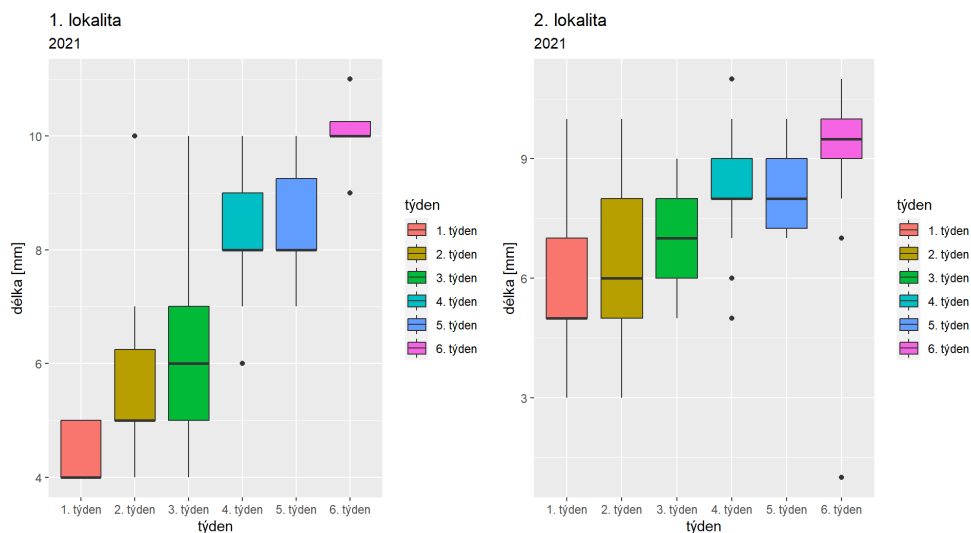 1. lokalita
2021
délka [mm]
10
8
6
4
1. týden 2. týden 3. týden 4. týden 5. týden 6. týden
týden
týden
1. týden
2. týden
3. týden
4. týden
5. týden
6. týden
2. lokalita
2021
délka [mm]
9
6
3
1. týden 2. týden 3. týden 4. týden 5. týden 6. týden
týden
týden
1. týden
2. týden
3. týden
4. týden
5. týden
6. týden